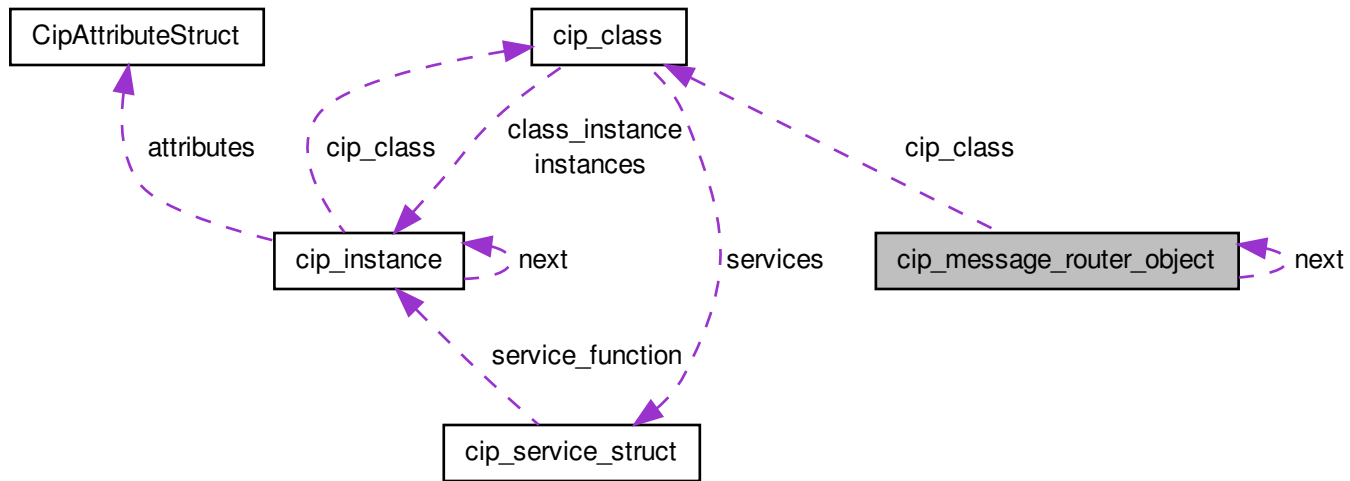 CipAttributeStruct
cip_class
attributes
cip_class
class_instance
instances
cip_class
cip_instance
next
services
cip_message_router_object
next
service_function
cip_service_struct